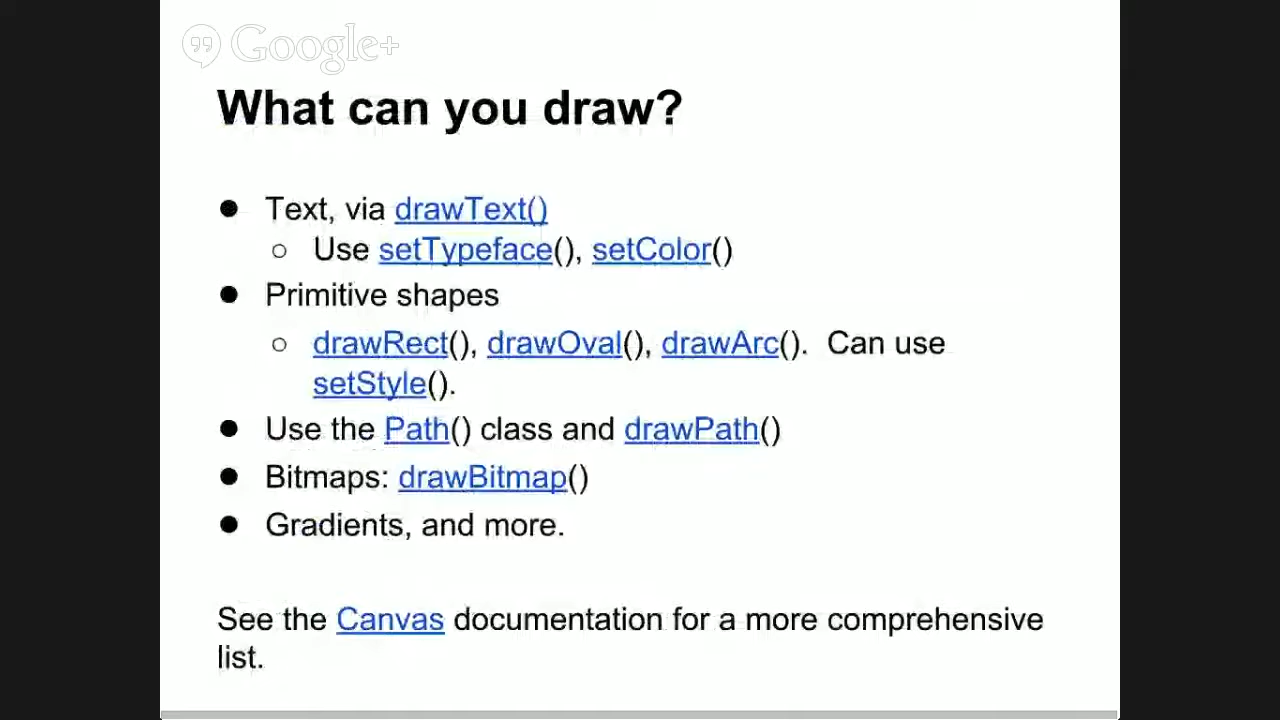 Google+
What can you draw?
● Text, via drawText()
○ Use setTypeface(), setColor()
● Primitive shapes
○ drawRect(), drawOval(), drawArc().  Can use
setStyle().
● Use the Path() class and drawPath()
● Bitmaps: drawBitmap()
● Gradients, and more.
See the Canvas documentation for a more comprehensive
list.